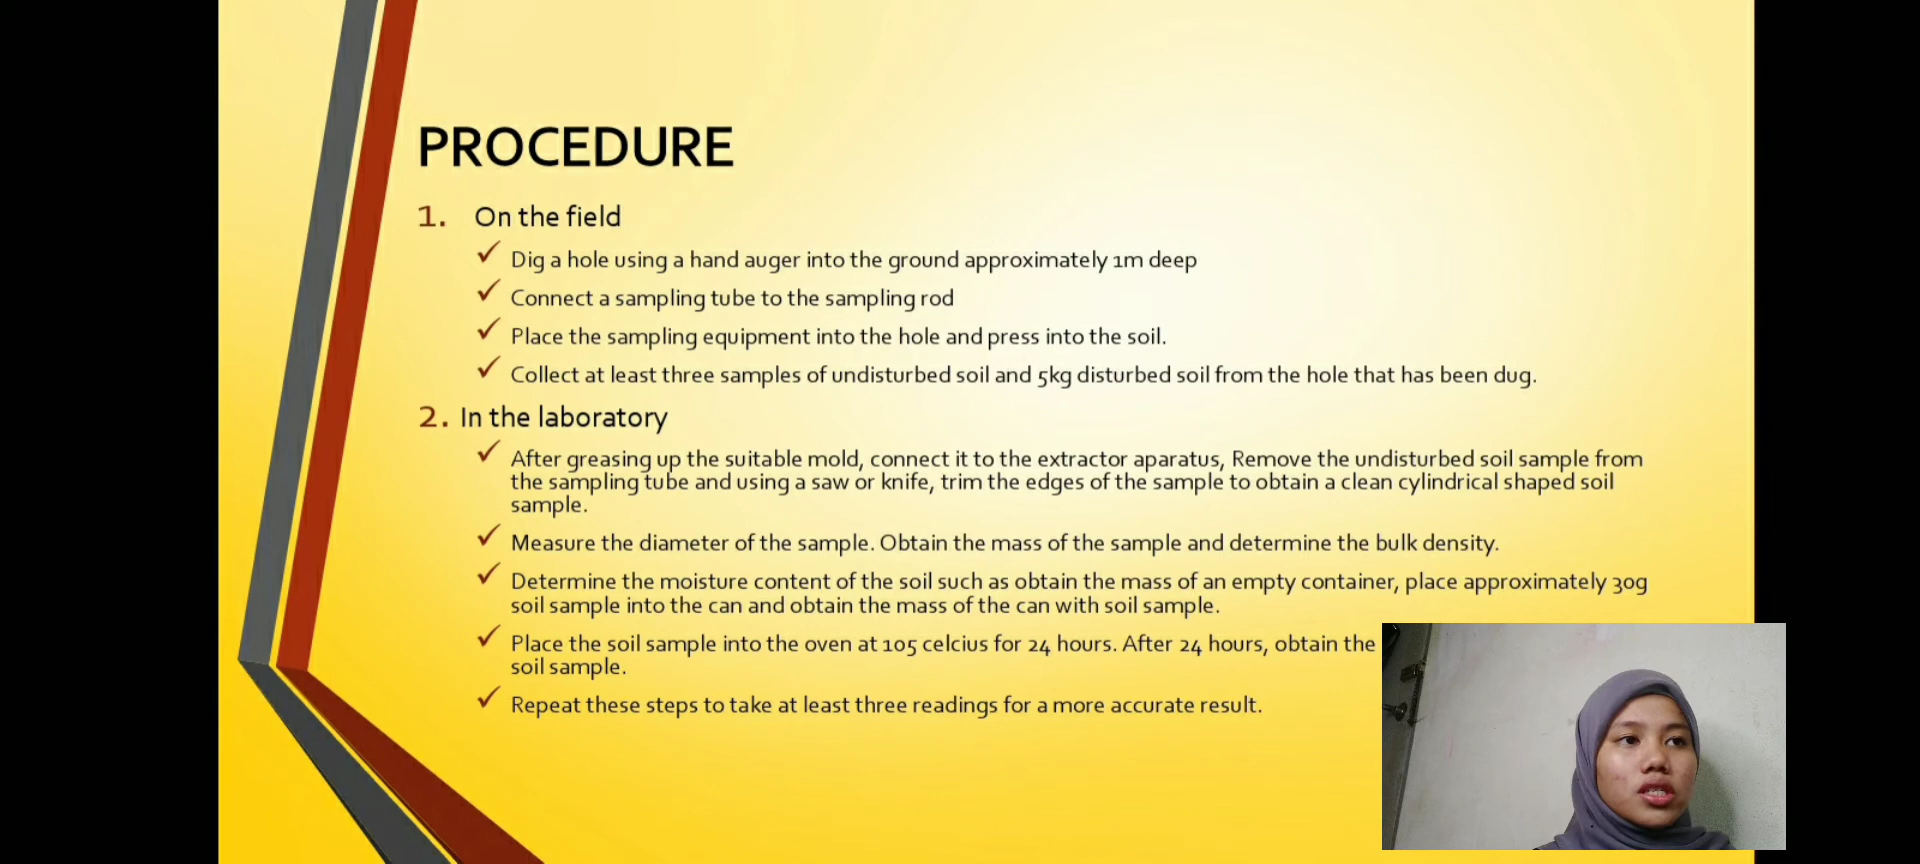 PROCEDURE
1. On the field
✓ Dig a hole using a hand auger into the ground approximately 1m deep
✓ Connect a sampling tube to the sampling rod
✓ Place the sampling equipment into the hole and press into the soil.
✓ Collect at least three samples of undisturbed soil and 5kg disturbed soil from the hole that has been dug.
2. In the laboratory
✓ After greasing up the suitable mold, connect it to the extractor aparatus, Remove the undisturbed soil sample from
the sampling tube and using a saw or knife, trim the edges of the sample to obtain a clean cylindrical shaped soil
sample.
✓ Measure the diameter of the sample. Obtain the mass of the sample and determine the bulk density.
✓ Determine the moisture content of the soil such as obtain the mass of an empty container, place approximately 30g
soil sample into the can and obtain the mass of the can with soil sample.
✓ Place the soil sample into the oven at 105 celcius for 24 hours. After 24 hours, obtain the
soil sample.
✓ Repeat these steps to take at least three readings for a more accurate result.